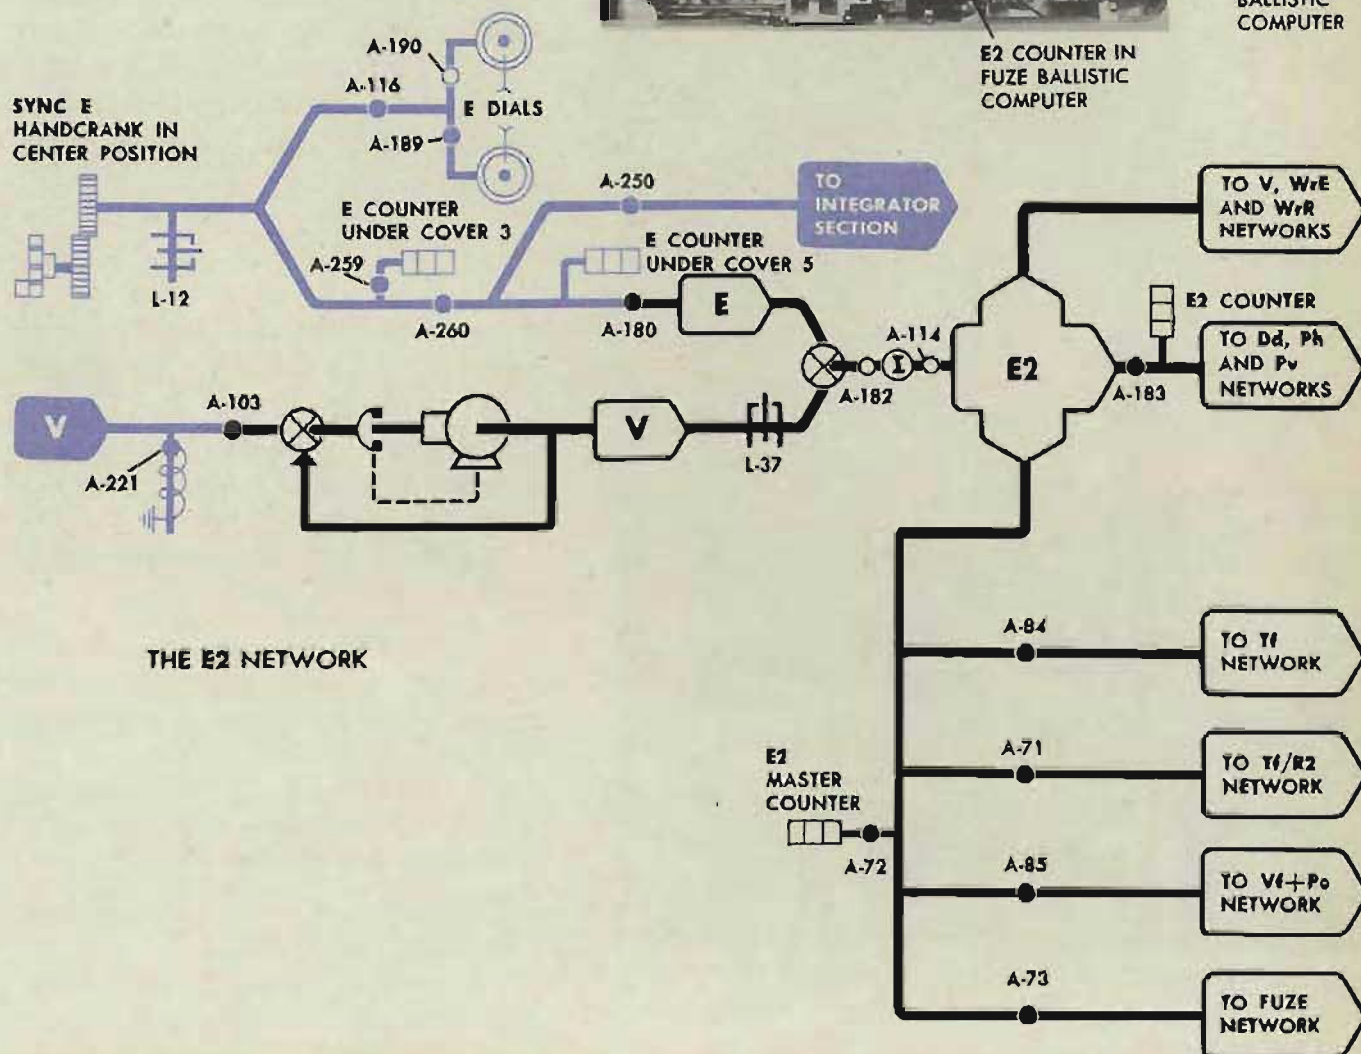 BALLISTIC
COMPUTER
E2 COUNTER IN
FUZE BALLISTIC
COMPUTER
A-190
A-116
E DIALS
A-189
SYNC E
HANDCRANK IN
CENTER POSITION
L-12
E COUNTER
UNDER COVER 3
A-259
A-260
A-250
TO
INTEGRATOR
SECTION
E COUNTER
UNDER COVER 5
A-180
E
A-114
I
A-182
E2
TO V, WrE
AND WrR
NETWORKS
E2 COUNTER
A-183
TO Dd, Ph
AND Pv
NETWORKS
V
A-103
A-221
V
L-37
THE E2 NETWORK
A-84
TO Tf
NETWORK
A-71
TO Tf/R2
NETWORK
E2
MASTER
COUNTER
A-72
A-85
TO Vf+Pe
NETWORK
A-73
TO FUZE
NETWORK